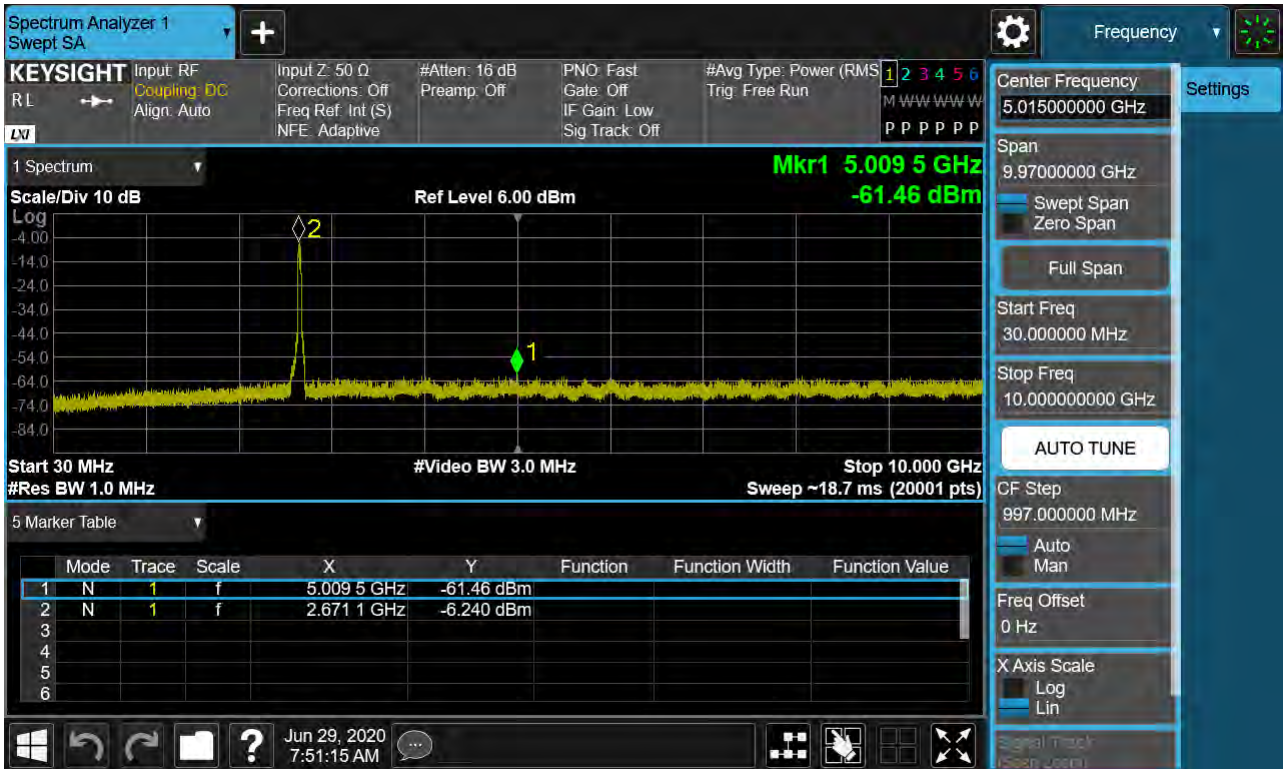 Spectrum Analyzer 1
Swept SA
+
Frequency
KEYSIGHT
RL
LXI
Input: RF
Coupling: DC
Align: Auto
Input Z: 50 Ω
Corrections: Off
Freq Ref: Int (S)
NFE: Adaptive
#Atten: 16 dB
Preamp: Off
PNO: Fast
Gate: Off
IF Gain: Low
Sig Track: Off
#Avg Type: Power (RMS
Trig: Free Run
1 2 3 4 5 6
M W W W W W
P P P P P P
1 Spectrum
Mkr1 5.009 5 GHz
-61.46 dBm
Scale/Div 10 dB
Ref Level 6.00 dBm
Log
-4.00
-14.0
-24.0
-34.0
-44.0
-54.0
-64.0
-74.0
-84.0
2
1
Start 30 MHz
#Video BW 3.0 MHz
Stop 10.000 GHz
#Res BW 1.0 MHz
Sweep ~18.7 ms (20001 pts)
5 Marker Table
Mode Trace Scale X Y Function Function Width Function Value
1 N 1 f 5.009 5 GHz -61.46 dBm
2 N 1 f 2.671 1 GHz -6.240 dBm
3
4
5
6
Center Frequency
5.015000000 GHz
Settings
Span
9.97000000 GHz
Swept Span
Zero Span
Full Span
Start Freq
30.000000 MHz
Stop Freq
10.000000000 GHz
AUTO TUNE
CF Step
997.000000 MHz
Auto
Man
Freq Offset
0 Hz
X Axis Scale
Log
Lin
Signal Track
(Span Zoom)
?
Jun 29, 2020
7:51:15 AM